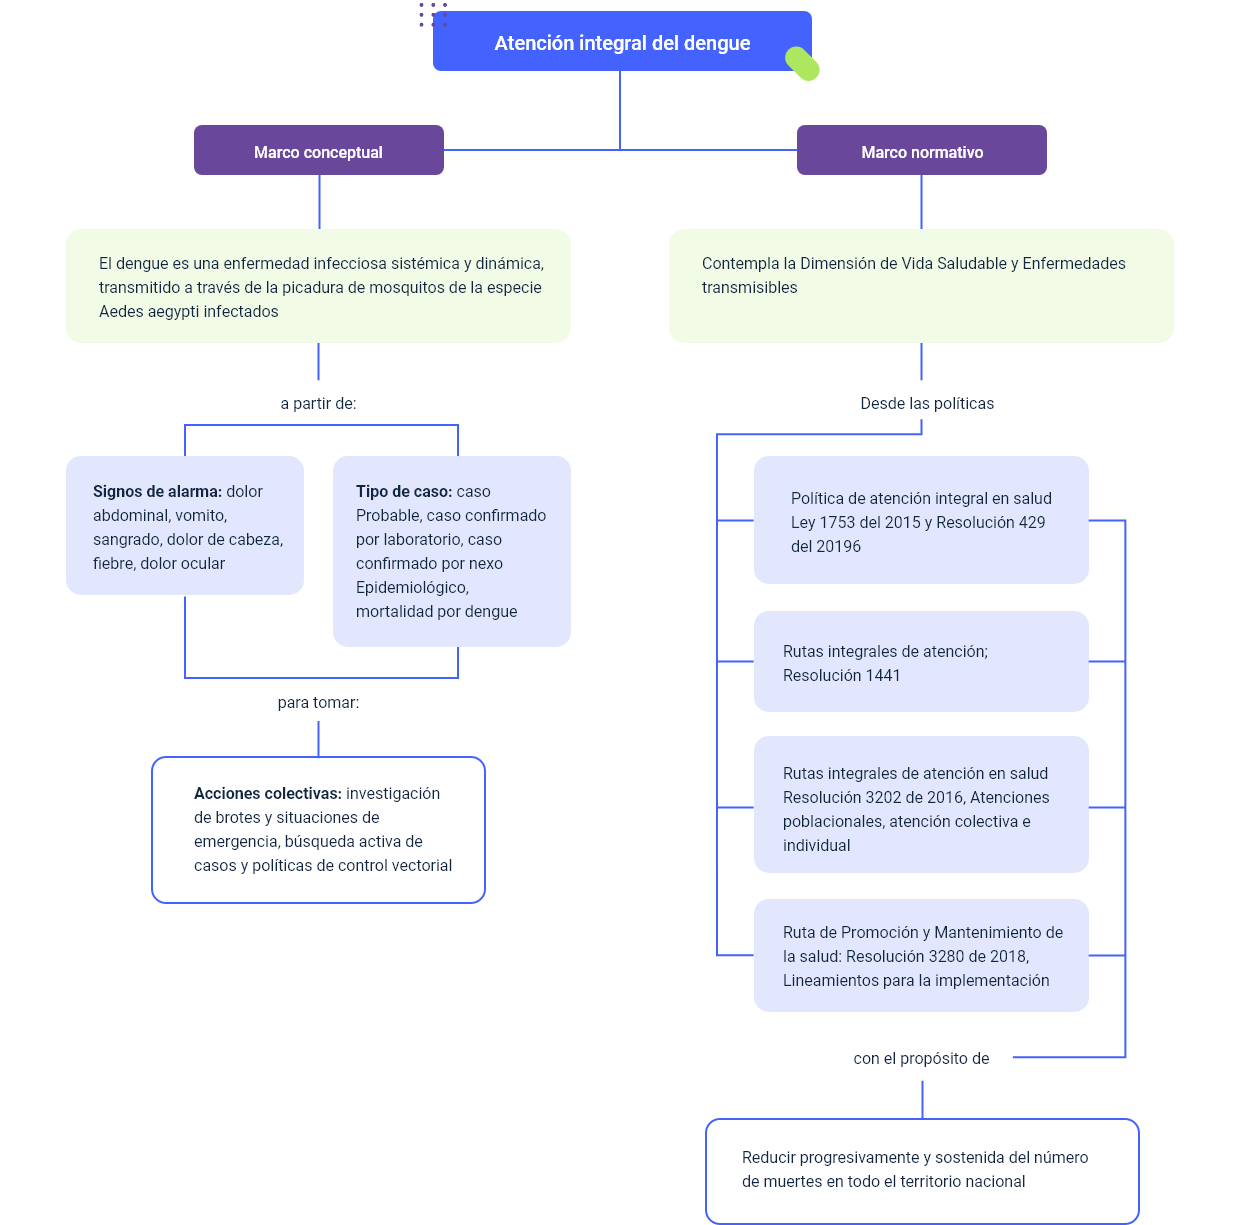 Atención integral del dengue
Marco conceptual
Marco normativo
El dengue es una enfermedad infecciosa sistémica y dinámica,
transmitido a través de la picadura de mosquitos de la especie
Aedes aegypti infectados
Contempla la Dimensión de Vida Saludable y Enfermedades
transmisibles
a partir de:
Desde las políticas
Signos de alarma: dolor
abdominal, vomito,
sangrado, dolor de cabeza,
fiebre, dolor ocular
Tipo de caso: caso
Probable, caso confirmado
por laboratorio, caso
confirmado por nexo
Epidemiológico,
mortalidad por dengue
para tomar:
Acciones colectivas: investigación
de brotes y situaciones de
emergencia, búsqueda activa de
casos y políticas de control vectorial
Política de atención integral en salud
Ley 1753 del 2015 y Resolución 429
del 20196
Rutas integrales de atención;
Resolución 1441
Rutas integrales de atención en salud
Resolución 3202 de 2016, Atenciones
poblacionales, atención colectiva e
individual
Ruta de Promoción y Mantenimiento de
la salud: Resolución 3280 de 2018,
Lineamientos para la implementación
con el propósito de
Reducir progresivamente y sostenida del número
de muertes en todo el territorio nacional